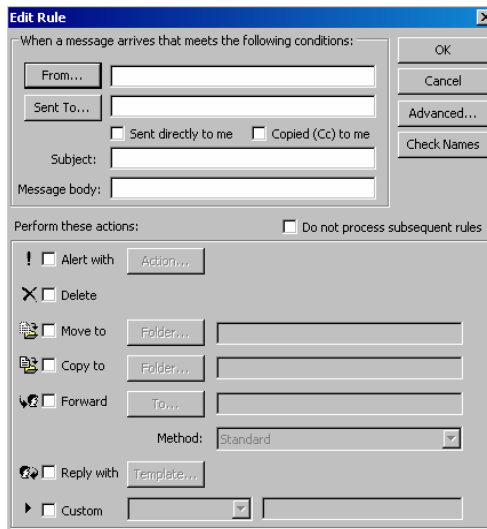 Edit Rule
When a message arrives that meets the following conditions:
From...
OK
Sent To...
Cancel
Sent directly to me
Copied (Cc) to me
Advanced...
Subject:
Check Names
Message body:
Perform these actions:
Do not process subsequent rules
Alert with
Action...
Delete
Move to
Folder...
Copy to
Folder...
Forward
To...
Method:
Standard
Reply with
Template...
Custom